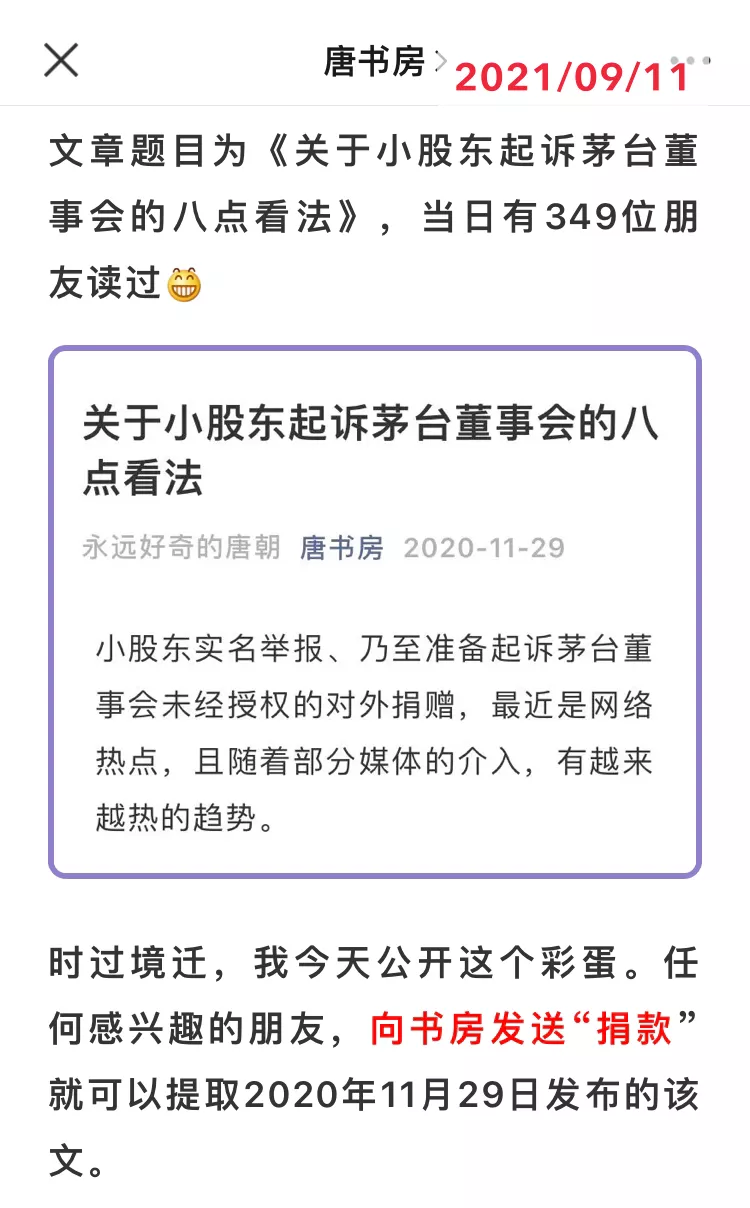 唐书房
2021/09/11
文章题目为《关于小股东起诉茅台董
事会的八点看法》，当日有349位朋
友读过😁
关于小股东起诉茅台董事会的八
点看法
永远好奇的唐朝 唐书房 2020-11-29
小股东实名举报、乃至准备起诉茅台董
事会未经授权的对外捐赠，最近是网络
热点，且随着部分媒体的介入，有越来
越热的趋势。
时过境迁，我今天公开这个彩蛋。任
何感兴趣的朋友，向书房发送“捐款”
就可以提取2020年11月29日发布的该
文。